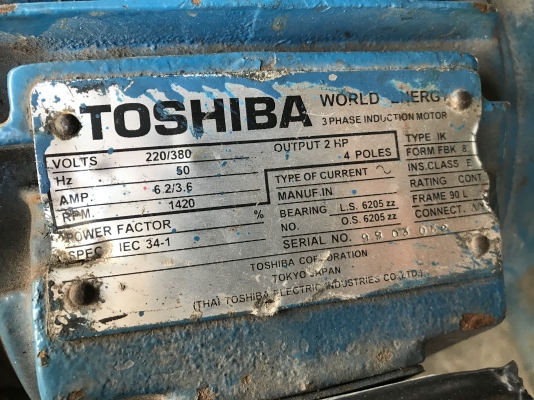 TOSHIBA WORLD ENERG
3 PHASE INDUCTION MOTOR
VOLTS 220/380
Hz 50
AMP. 6.2/3.6
RPM. 1420
POWER FACTOR %
SPEC IEC 34-1
OUTPUT 2 HP
4 POLES
TYPE OF CURRENT ~
MANUF. IN
BEARING L.S. 6205 zz
NO. O.S. 6205 zz
SERIAL NO.
TYPE IK
FORM FBK
INS.CLASS E
RATING CONT
FRAME 90 L
CONNECT.
TOSHIBA CORPORATION
TOKYO JAPAN
(THAI TOSHIBA ELECTRIC INDUSTRIES CO.LTD.)